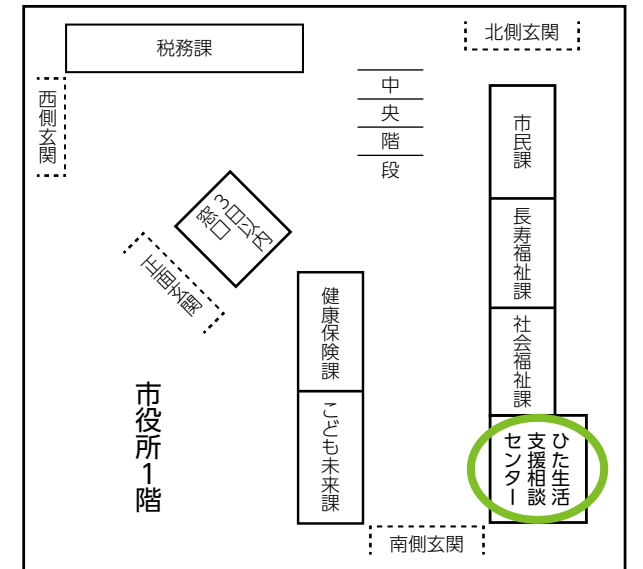 税務課
北側玄関
西側玄関
中央階段
市民課
3日以内
窓口
正面玄関
長寿福祉課
健康保険課
社会福祉課
市役所1階
こども未来課
ひた生活
支援相談
センター
南側玄関